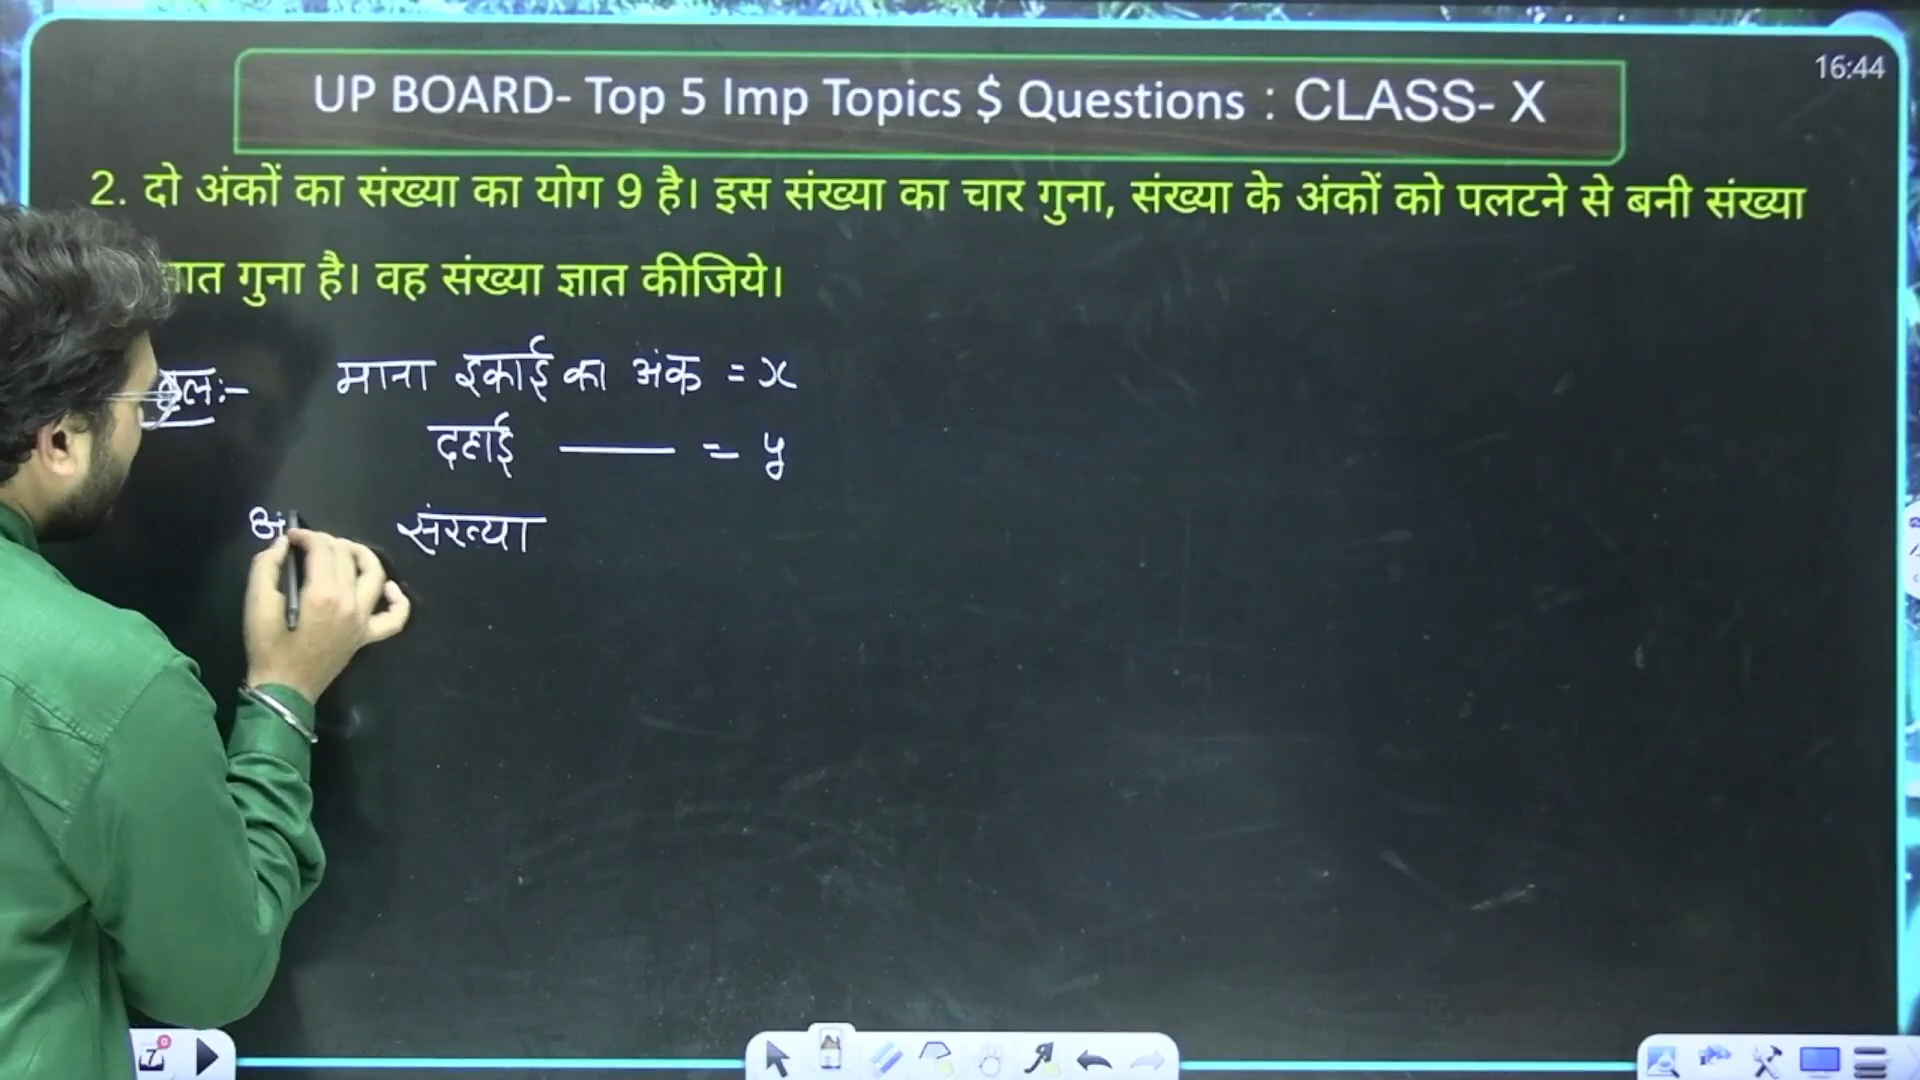 16:44
UP BOARD- Top 5 Imp Topics $ Questions : CLASS- X
2. दो अंकों का संख्या का योग 9 है। इस संख्या का चार गुना, संख्या के अंकों को पलटने से बनी संख्या
गुना है। वह संख्या ज्ञात कीजिये।
हलः- माना इकाई का अंक = x
दहाई —— = y
अं संख्या